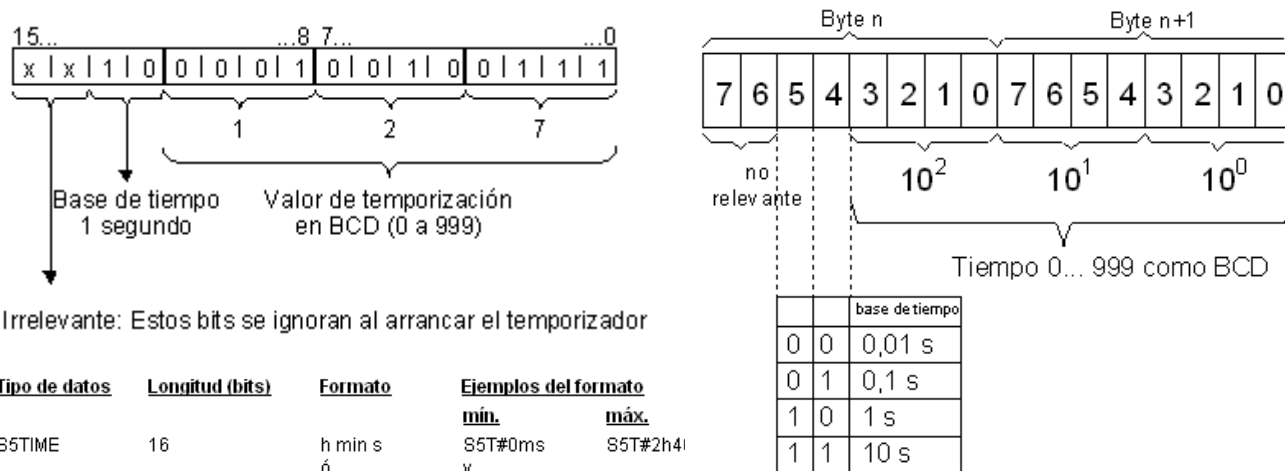 15... ...8 7... ...0
x x 1 0 0 0 0 1 0 0 1 0 0 1 1 1
1 2 7
Base de tiempo
1 segundo
Valor de temporización
en BCD (0 a 999)
Irrelevante: Estos bits se ignoran al arrancar el temporizador
Tipo de datos Longitud (bits) Formato Ejemplos del formato
mín. máx.
S5TIME 16 h min s S5T#0ms S5T#2h4
ó y
Byte n Byte n+1
7 6 5 4 3 2 1 0 7 6 5 4 3 2 1 0
no
relevante
10² 10¹ 10⁰
Tiempo 0... 999 como BCD
base de tiempo
0 0 0,01 s
0 1 0,1 s
1 0 1 s
1 1 10 s